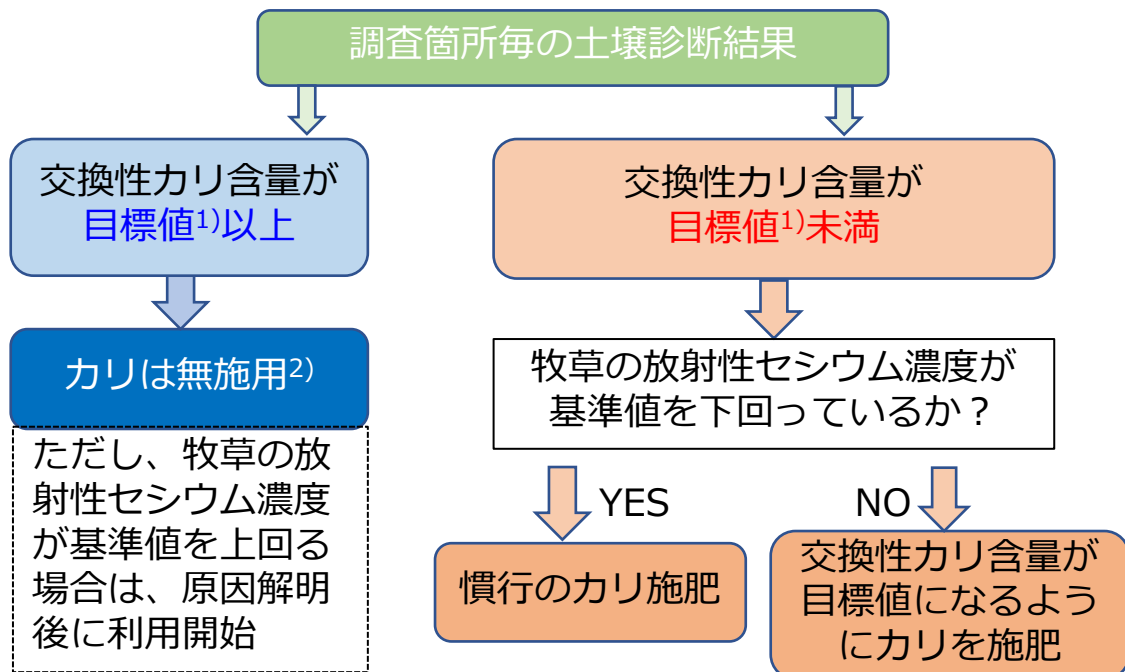 調査箇所毎の土壌診断結果
交換性カリ含量が
目標値1)以上
カリは無施用2)
ただし、牧草の放
射性セシウム濃度
が基準値を上回る
場合は、原因解明
後に利用開始
交換性カリ含量が
目標値1)未満
牧草の放射性セシウム濃度が
基準値を下回っているか？
YES
慣行のカリ施肥
NO
交換性カリ含量が
目標値になるよう
にカリを施肥